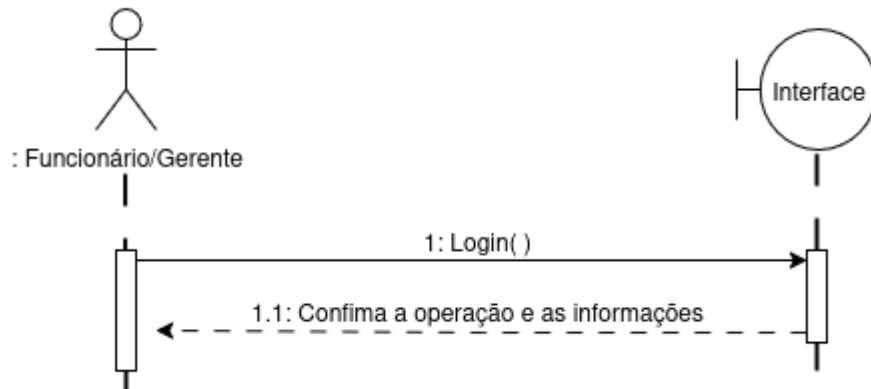 Interface
: Funcionário/Gerente
1: Login( )
1.1: Confima a operação e as informações